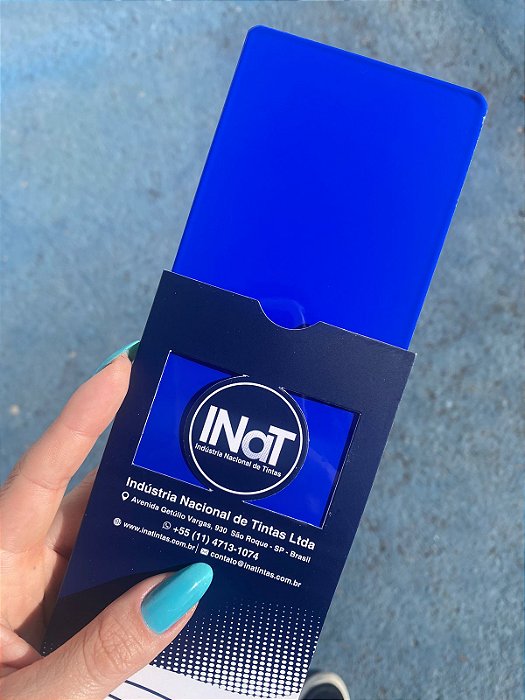 INaT
Indústria Nacional de Tintas
Indústria Nacional de Tintas Ltda
Avenida Getúlio Vargas, 930 São Roque - SP - Brasil
+55 (11) 4713-1074
www.inatintas.com.br | contato@inatintas.com.br